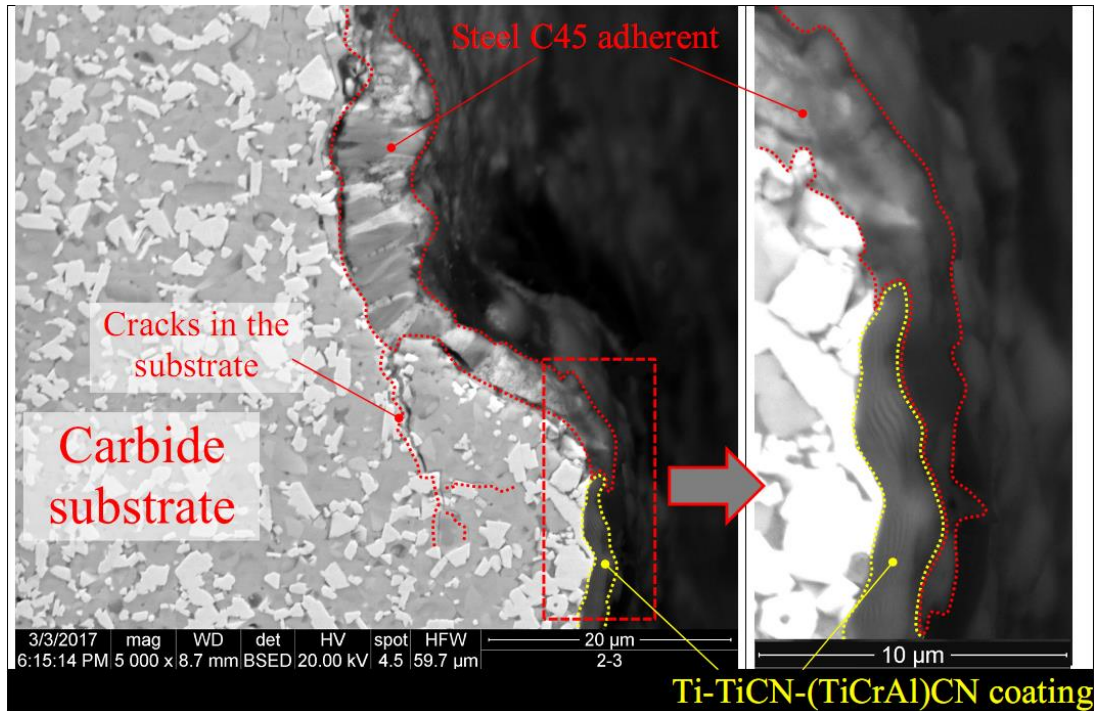 Steel C45 adherent
Cracks in the
substrate
Carbide
substrate
3/3/2017 mag WD det HV spot HFW 20 µm
6:15:14 PM 5 000 x 8.7 mm BSED 20.00 kV 4.5 59.7 µm 2-3
10 µm
Ti-TiCN-(TiCrAl)CN coating